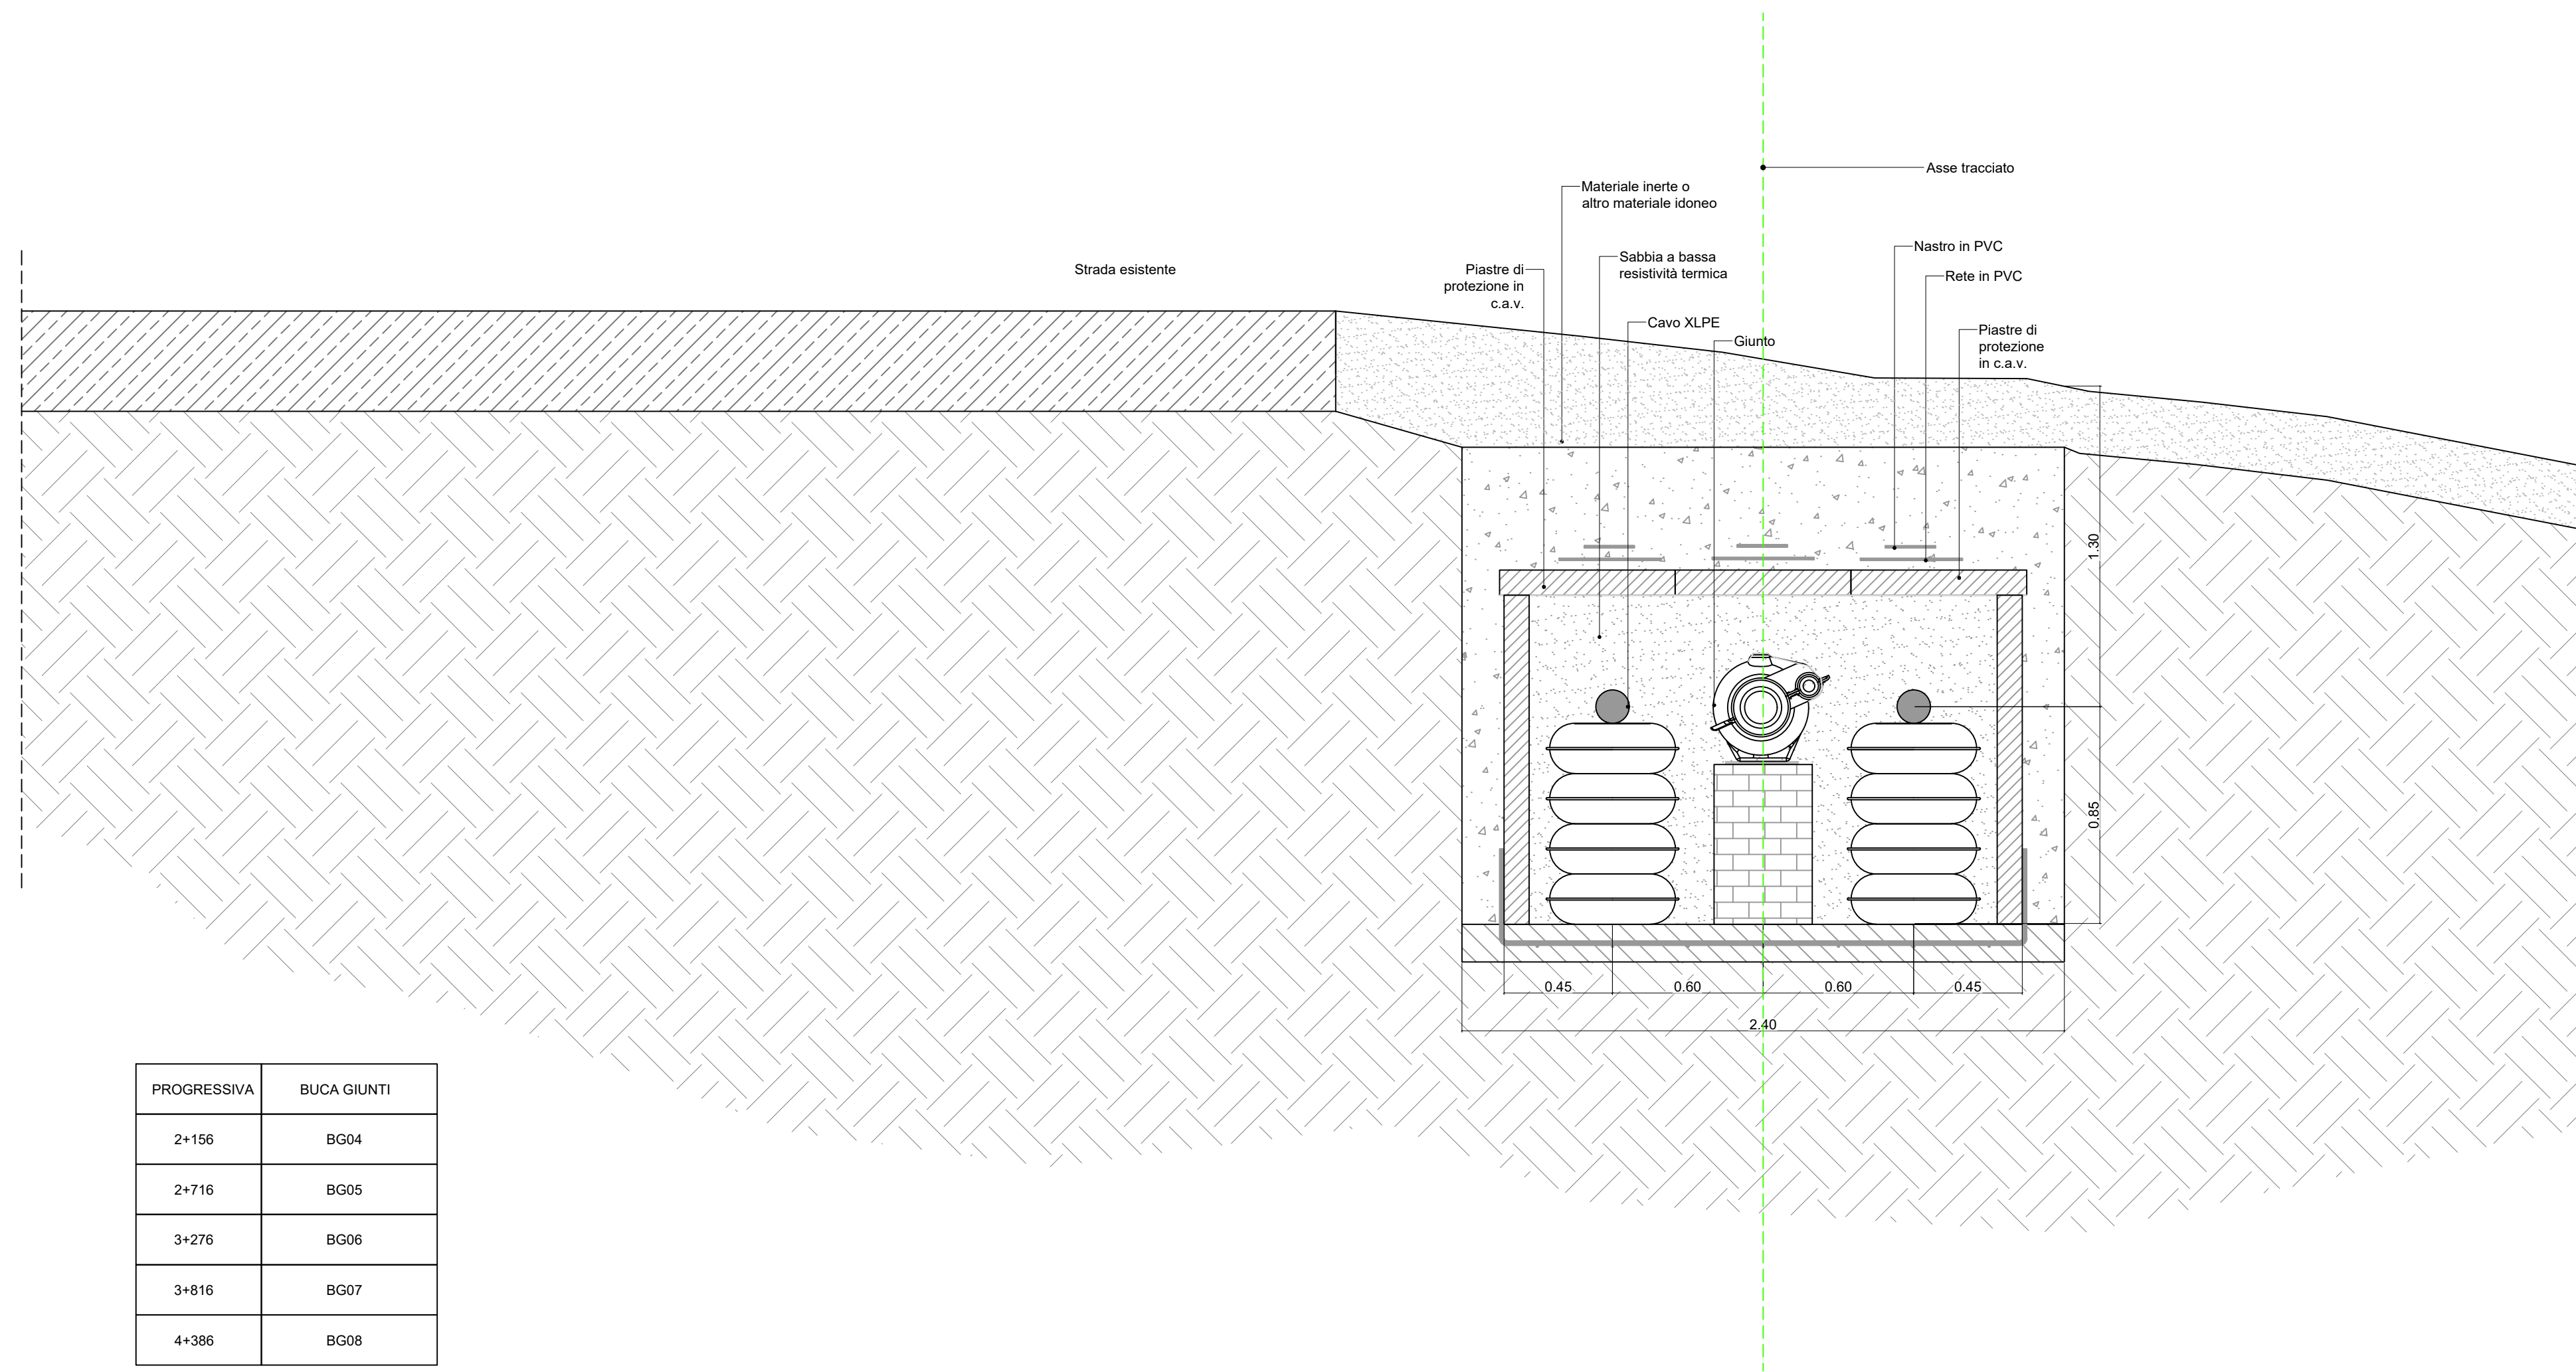 Asse tracciato
Materiale inerte o
altro materiale idoneo
Nastro in PVC
Sabbia a bassa
resistività termica
Strada esistente
Piastre di
protezione in
c.a.v.
Rete in PVC
Cavo XLPE
Giunto
Piastre di
protezione
in c.a.v.
1.30
0.85
0.45
0.60
0.60
0.45
2.40
PROGRESSIVA BUCA GIUNTI
2+156 BG04
2+716 BG05
3+276 BG06
3+816 BG07
4+386 BG08